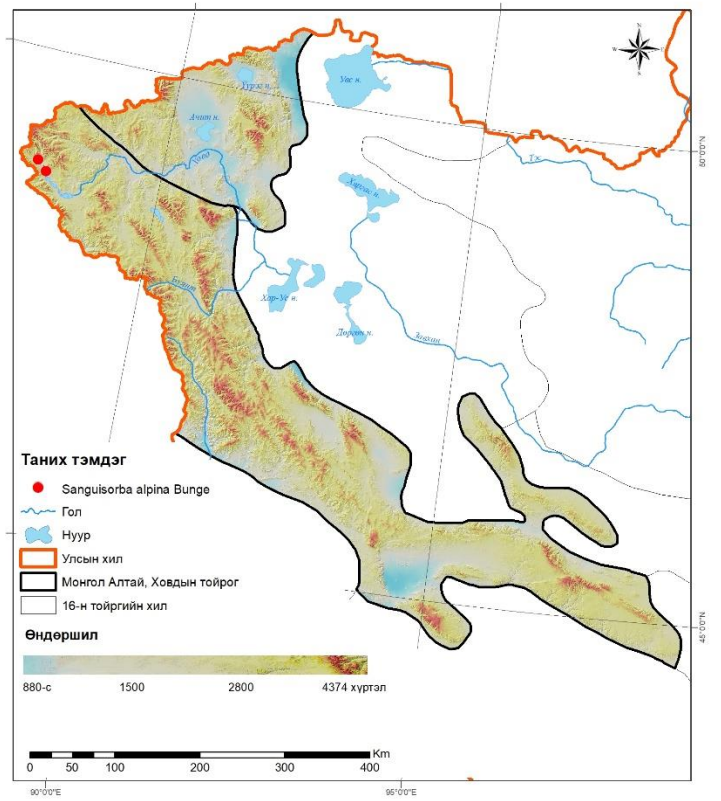 N
W
E
S
Увс н.
Үүрэг н.
Ачит н.
Ховд
Хяргас н.
Тэс
50°0'0"N
Хар-Ус н.
Дөргөн н.
Буянт
Завхан
Таних тэмдэг
Sanguisorba alpina Bunge
Гол
Нуур
Улсын хил
Монгол Алтай, Ховдын тойрог
16-н тойргийн хил
Өндөршил
880-с 1500 2800 4374 хүртэл
45°0'0"N
Km
0 50 100 200 300 400
90°0'0"E 95°0'0"E